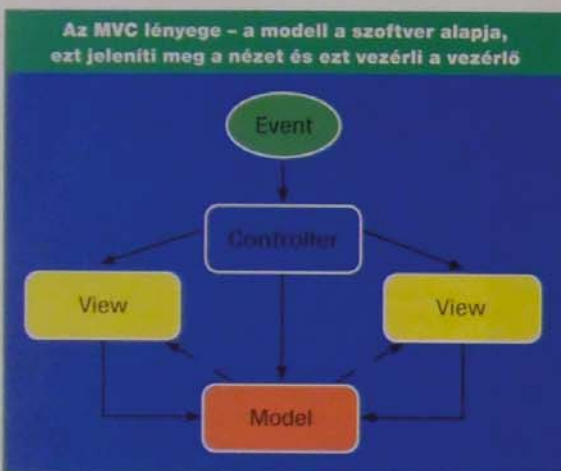 Az MVC lényege – a modell a szoftver alapja,
ezt jeleníti meg a nézet és ezt vezérli a vezérlő
Event
Controller
View
View
Model